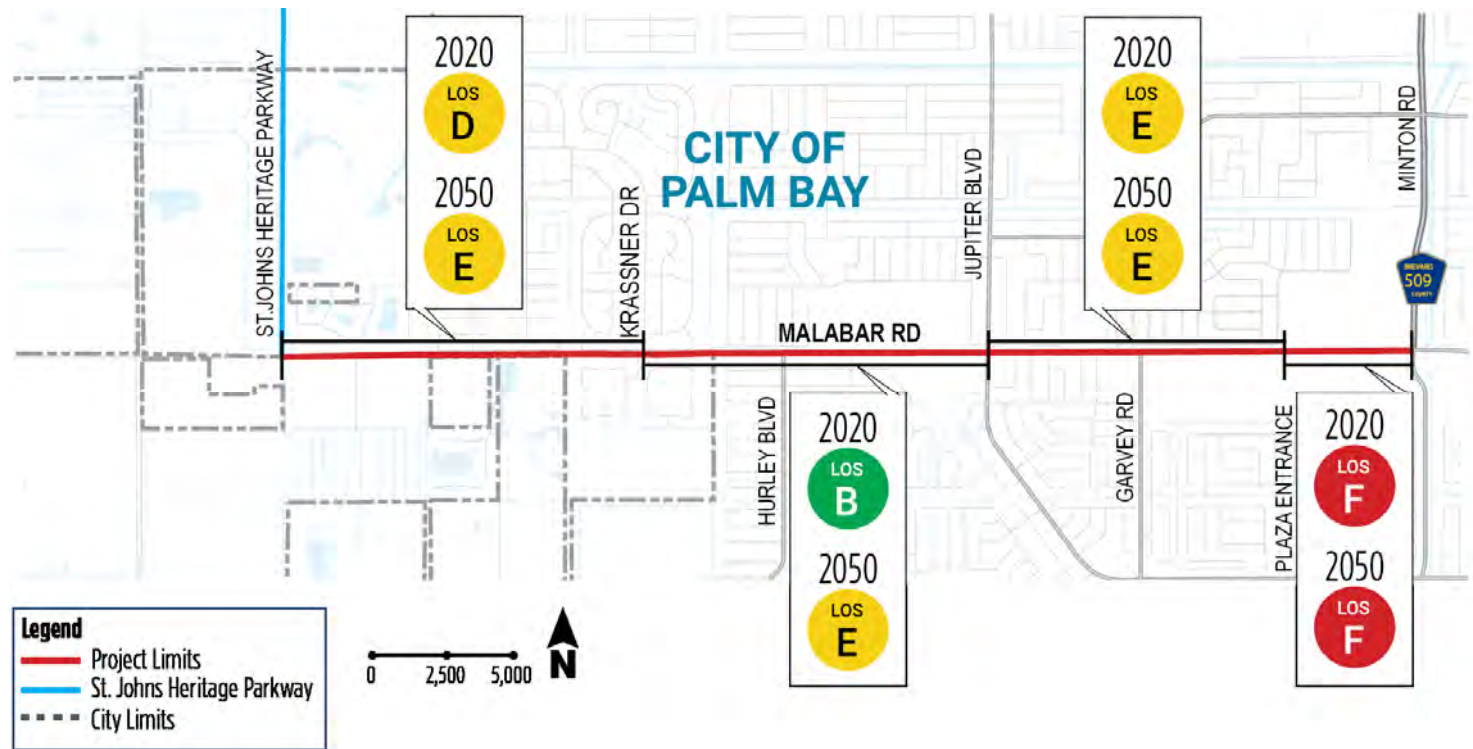 2020
LOS
D
2050
LOS
E
2020
LOS
E
2050
LOS
E
CITY OF
PALM BAY
ST.JOHNS HERITAGE PARKWAY
KRASSNER DR
JUPITER BLVD
MINTON RD
BREVARD
509
COUNTY
MALABAR RD
HURLEY BLVD
GARVEY RD
PLAZA ENTRANCE
2020
LOS
B
2050
LOS
E
2020
LOS
F
2050
LOS
F
Legend
Project Limits
St. Johns Heritage Parkway
City Limits
0 2,500 5,000
N